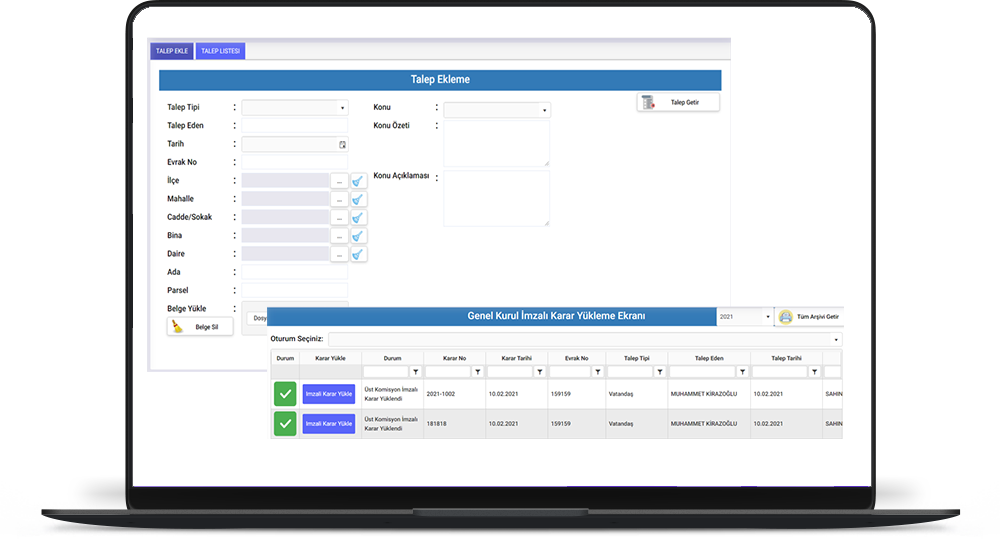 TALEP EKLE TALEP LISTESI
Talep Ekleme
Talep Getir
Talep Tipi : Konu :
Talep Eden : Konu Özeti :
Tarih :
Evrak No :
İlçe : ... Konu Açıklaması :
Mahalle : ...
Cadde/Sokak : ...
Bina : ...
Daire : ...
Ada :
Parsel :
Belge Yükle : Dosy
Belge Sil
Genel Kurul İmzalı Karar Yükleme Ekranı 2021 Tüm Arşivi Getir
Oturum Seçiniz:
Durum Karar Yükle Durum Karar No Karar Tarihi Evrak No Talep Tipi Talep Eden Talep Tarihi
İmzali Karar Yükle Üst Komisyon İmzalı 2021-1002 10.02.2021 159159 Vatandaş MUHAMMET KİRAZOĞLU 10.02.2021 SAHIN
Karar Yüklendi
İmzali Karar Yükle Üst Komisyon İmzalı 181818 10.02.2021 159159 Vatandaş MUHAMMET KİRAZOĞLU 10.02.2021 SAHIN
Karar Yüklendi